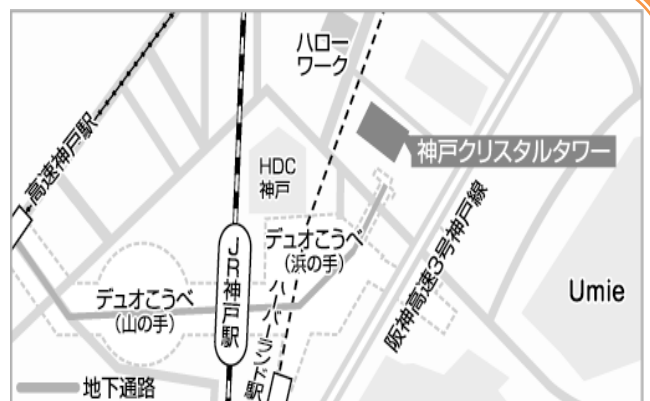 ハロー
ワーク
高速神戸駅
神戸クリスタルタワー
HDC
神戸
デュオこうべ
(浜の手)
JR神戸駅
阪神高速3号神戸線
Umie
デュオこうべ
(山の手)
ハーバーランド駅
地下通路